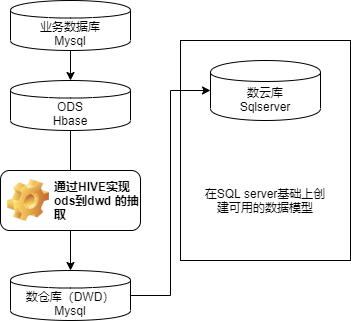 业务数据库
Mysql
ODS
Hbase
通过HIVE实现
ods到dwd 的抽
取
数仓库（DWD）
Mysql
数云库
Sqlserver
在SQL server基础上创
建可用的数据模型